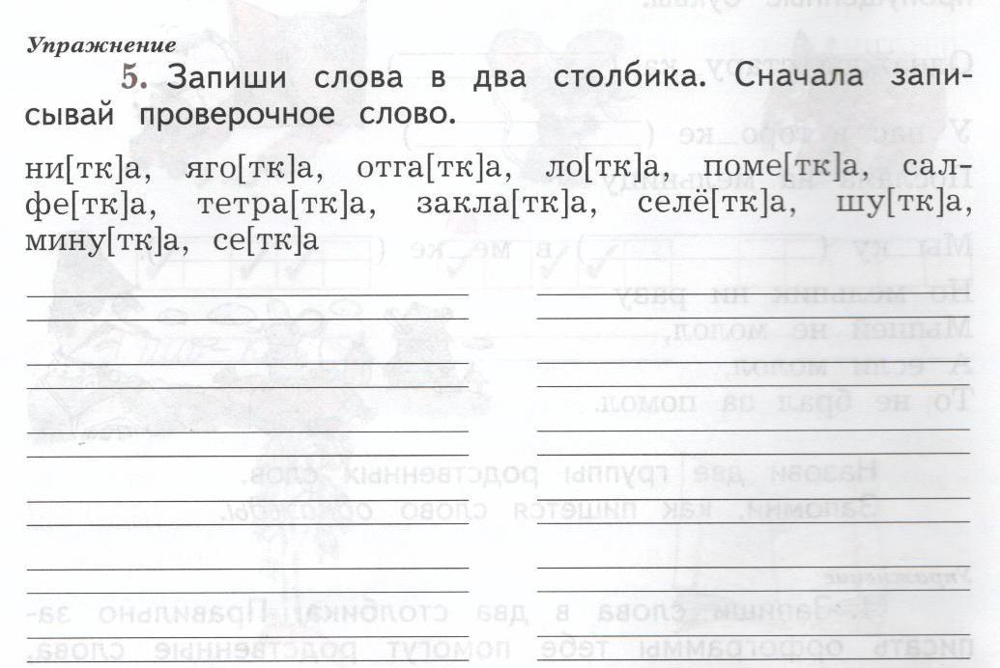 Упражнение
5. Запиши слова в два столбика. Сначала запи-
сывай проверочное слово.
ни[тк]а, яго[тк]а, отга[тк]а, ло[тк]а, поме[тк]а, сал-
фе[тк]а, тетра[тк]а, закла[тк]а, селё[тк]а, шу[тк]а,
мину[тк]а, се[тк]а